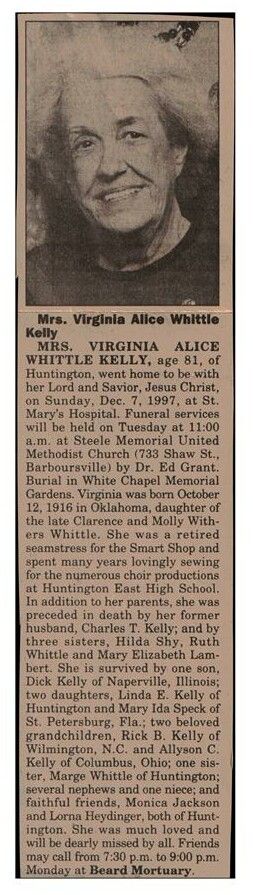 Mrs. Virginia Alice Whittle
Kelly
MRS. VIRGINIA ALICE
WHITTLE KELLY, age 81, of
Huntington, went home to be with
her Lord and Savior, Jesus Christ,
on Sunday, Dec. 7, 1997, at St.
Mary's Hospital. Funeral services
will be held on Tuesday at 11:00
a.m. at Steele Memorial United
Methodist Church (733 Shaw St.,
Barboursville) by Dr. Ed Grant.
Burial in White Chapel Memorial
Gardens. Virginia was born October
12, 1916 in Oklahoma, daughter of
the late Clarence and Molly With-
ers Whittle. She was a retired
seamstress for the Smart Shop and
spent many years lovingly sewing
for the numerous choir productions
at Huntington East High School.
In addition to her parents, she was
preceded in death by her former
husband, Charles T. Kelly; and by
three sisters, Hilda Shy, Ruth
Whittle and Mary Elizabeth Lam-
bert. She is survived by one son,
Dick Kelly of Naperville, Illinois;
two daughters, Linda E. Kelly of
Huntington and Mary Ida Speck of
St. Petersburg, Fla.; two beloved
grandchildren, Rick B. Kelly of
Wilmington, N.C. and Allyson C.
Kelly of Columbus, Ohio; one sis-
ter, Marge Whittle of Huntington;
several nephews and one niece; and
faithful friends, Monica Jackson
and Lorna Heydinger, both of Hunt-
ington. She was much loved and
will be dearly missed by all. Friends
may call from 7:30 p.m. to 9:00 p.m.
Monday at Beard Mortuary.